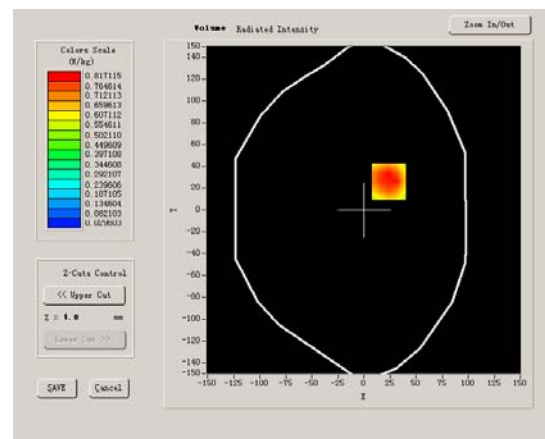 Volume Radiated Intensity
Zoom In/Out
Colors Scale
(W/kg)
0.817115
0.764614
0.712113
0.659613
0.607112
0.554611
0.502110
0.449609
0.397108
0.344608
0.292107
0.239606
0.187105
0.134604
0.082103
0.029603
Z-Cuts Control
<< Upper Cut
Z = 4.0 mm
Lower Cut >>
SAVE
Cancel
150
140
120
100
80
60
40
20
0
-20
-40
-60
-80
-100
-120
-140
-150
Y
-150 -125 -100 -75 -50 -25 0 25 50 75 100 125 150
X